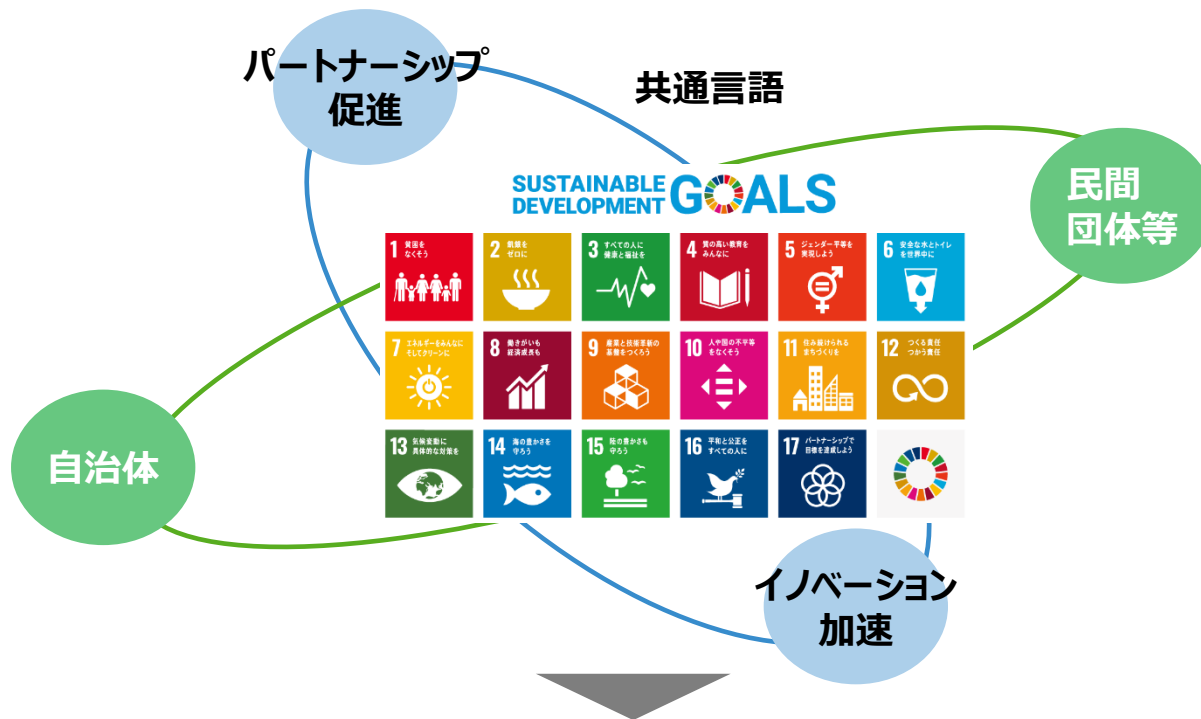 パートナーシップ
促進
共通言語
民間
団体等
SUSTAINABLE
DEVELOPMENT
GOALS
1 貧困を
なくそう
2 飢餓を
ゼロに
3 すべての人に
健康と福祉を
4 質の高い教育を
みんなに
5 ジェンダー平等を
実現しよう
6 安全な水とトイレ
を世界中に
7 エネルギーをみんなに
そしてクリーンに
8 働きがいも
経済成長も
9 産業と技術革新の
基盤をつくろう
10 人や国の不平等
をなくそう
11 住み続けられる
まちづくりを
12 つくる責任
つかう責任
13 気候変動に
具体的な対策を
14 海の豊かさを
守ろう
15 陸の豊かさも
守ろう
16 平和と公正を
すべての人に
17 パートナーシップで
目標を達成しよう
自治体
イノベーション
加速